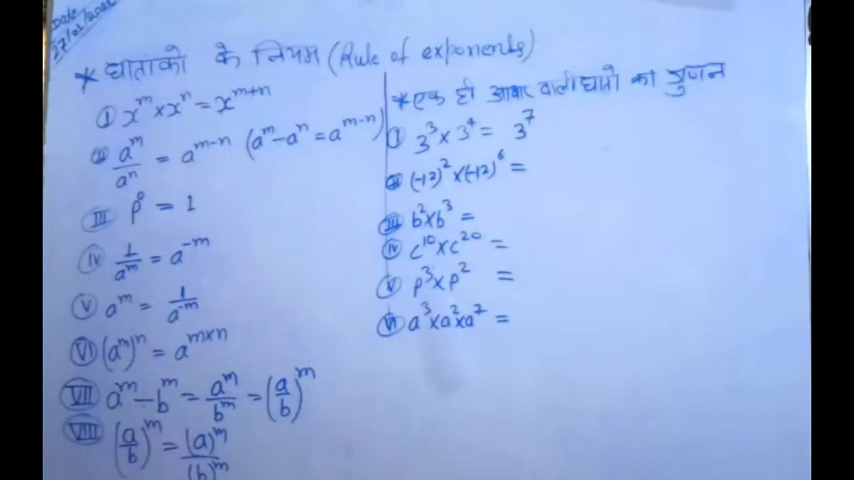 Date
27/01/2022
* घाताको के नियम (Rule of exponents)
① x^m × x^n = x^{m+n}
② a^m/a^n = a^{m-n} (a^m - a^n = a^{m-n})
III p^0 = 1
IV 1/a^m = a^{-m}
V a^m = 1/a^{-m}
VI (a^m)^n = a^{m×n}
VII a^m - b^m = a^m/b^m = (a/b)^m
VIII (a/b)^m = (a)^m/(b)^m
* एक ही आधार वाली घातो का गुणन
① 3^3 × 3^4 = 3^7
② (-12)^2 × (-12)^6 =
III b^2 × b^3 =
IV c^10 × c^20 =
V p^3 × p^2 =
VI a^3 × a^2 × a^7 =